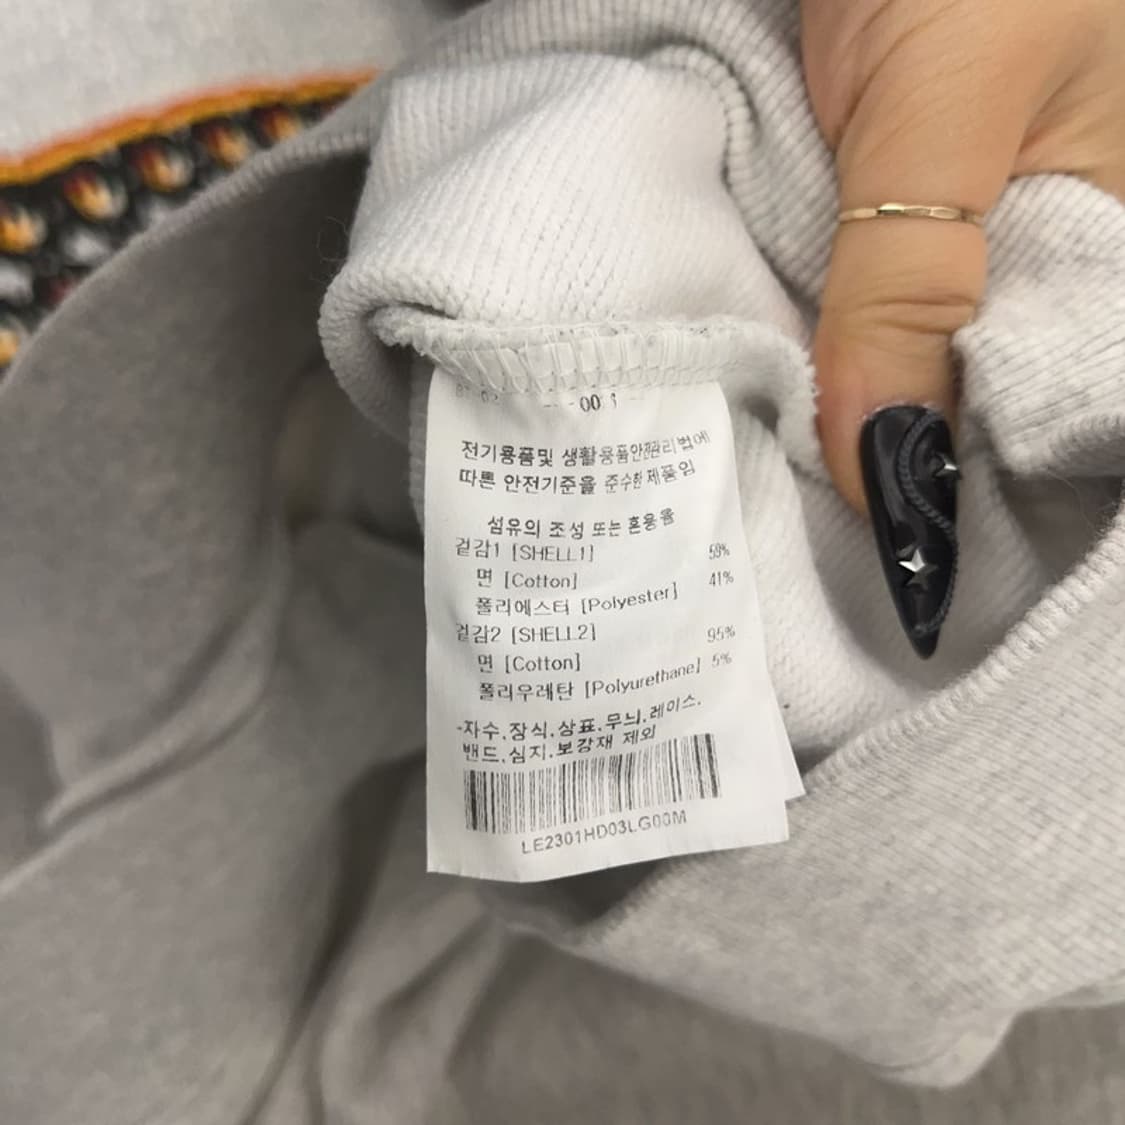 전기용품및 생활용품안전관리법에
따른 안전기준을 준수한 제품임
섬유의 조성 또는 혼용율
겉감1 [SHELL1]
면 [Cotton] 59%
폴리에스터 [Polyester] 41%
겉감2 [SHELL2]
면 [Cotton] 95%
폴리우레탄 [Polyurethane] 5%
-자수.장식.상표.무늬.레이스.
밴드.심지.보강재 제외
LE2301HD03LG00M